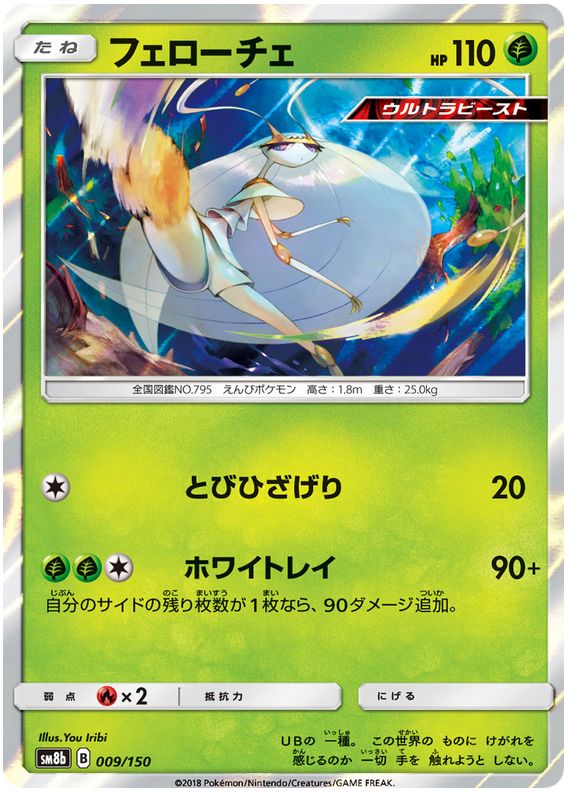 たね フェローチェ HP 110
ウルトラビースト
全国図鑑NO.795 えんびポケモン 高さ:1.8m 重さ:25.0kg
とびひざげり 20
ホワイトレイ 90+
自分のサイドの残り枚数が1枚なら、90ダメージ追加。
弱点 ×2 抵抗力 にげる
Illus.You Iribi
SM8b B 009/150
UBの 一種。 この世界の ものに けがれを
感じるのか 一切 手を 触れようと しない。
©2018 Pokémon/Nintendo/Creatures/GAME FREAK.